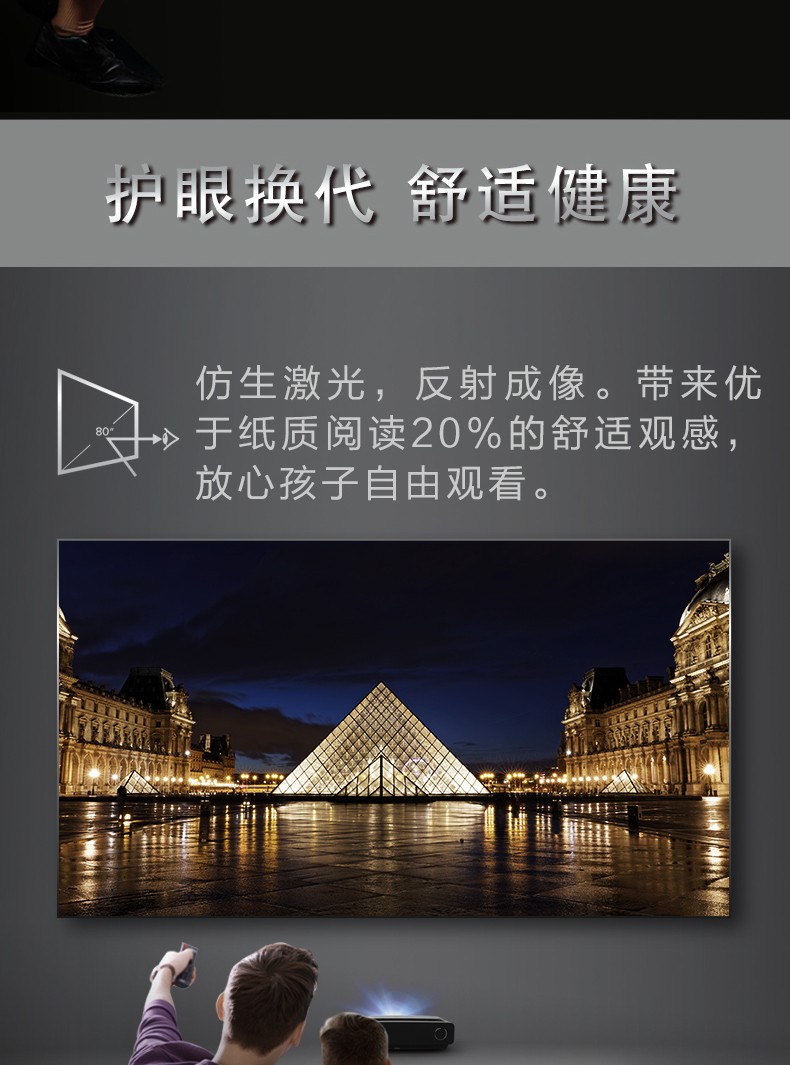 护眼换代 舒适健康
仿生激光，反射成像。带来优
80°
于纸质阅读20%的舒适观感，
放心孩子自由观看。